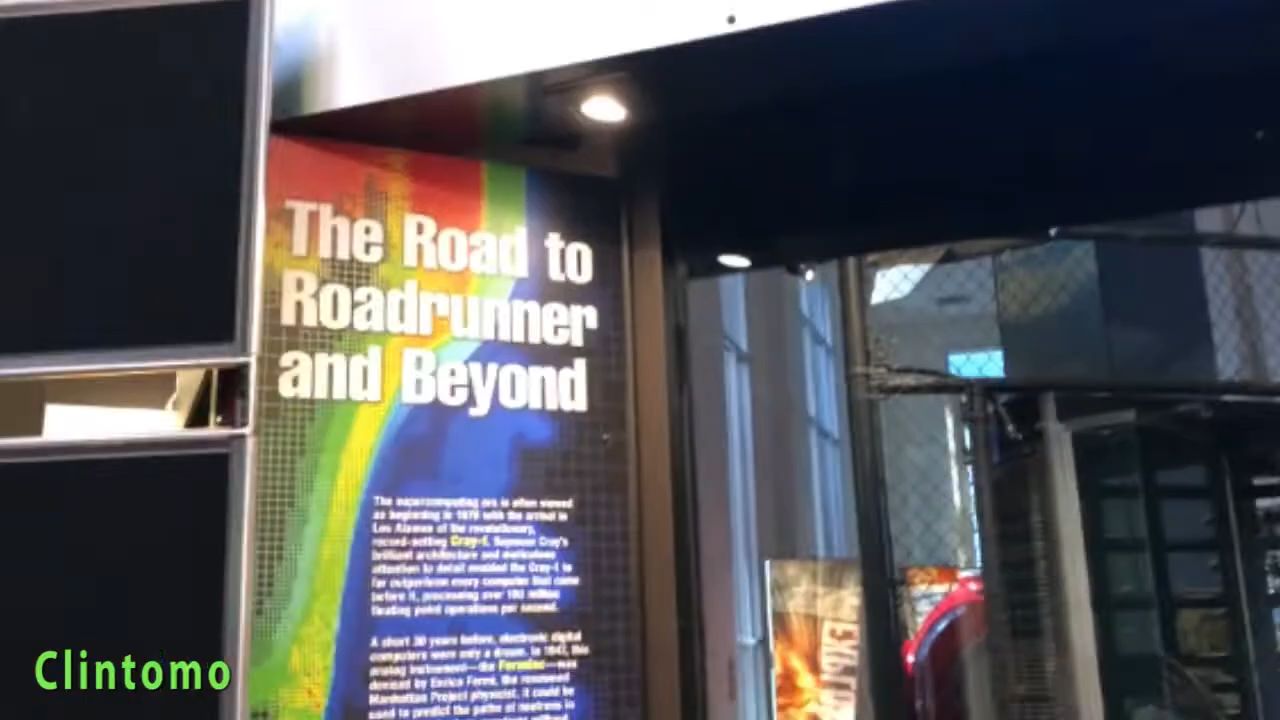 The Road to
Roadrunner
and Beyond
The supercomputing era is often viewed
as beginning in 1976 with the arrival in
Los Alamos of the revolutionary,
record-setting Cray-1. Seymour Cray's
brilliant architecture and meticulous
attention to detail enabled the Cray-1 to
far outperform every computer that came
before it, processing over 100 million
floating point operations per second.
A short 30 years before, electronic digital
computers were only a dream. In 1947, this
analog instrument—the Fermiac—was
devised by Enrico Fermi, the renowned
Manhattan Project physicist. It could be
used to predict the paths of neutrons in
Clintomo